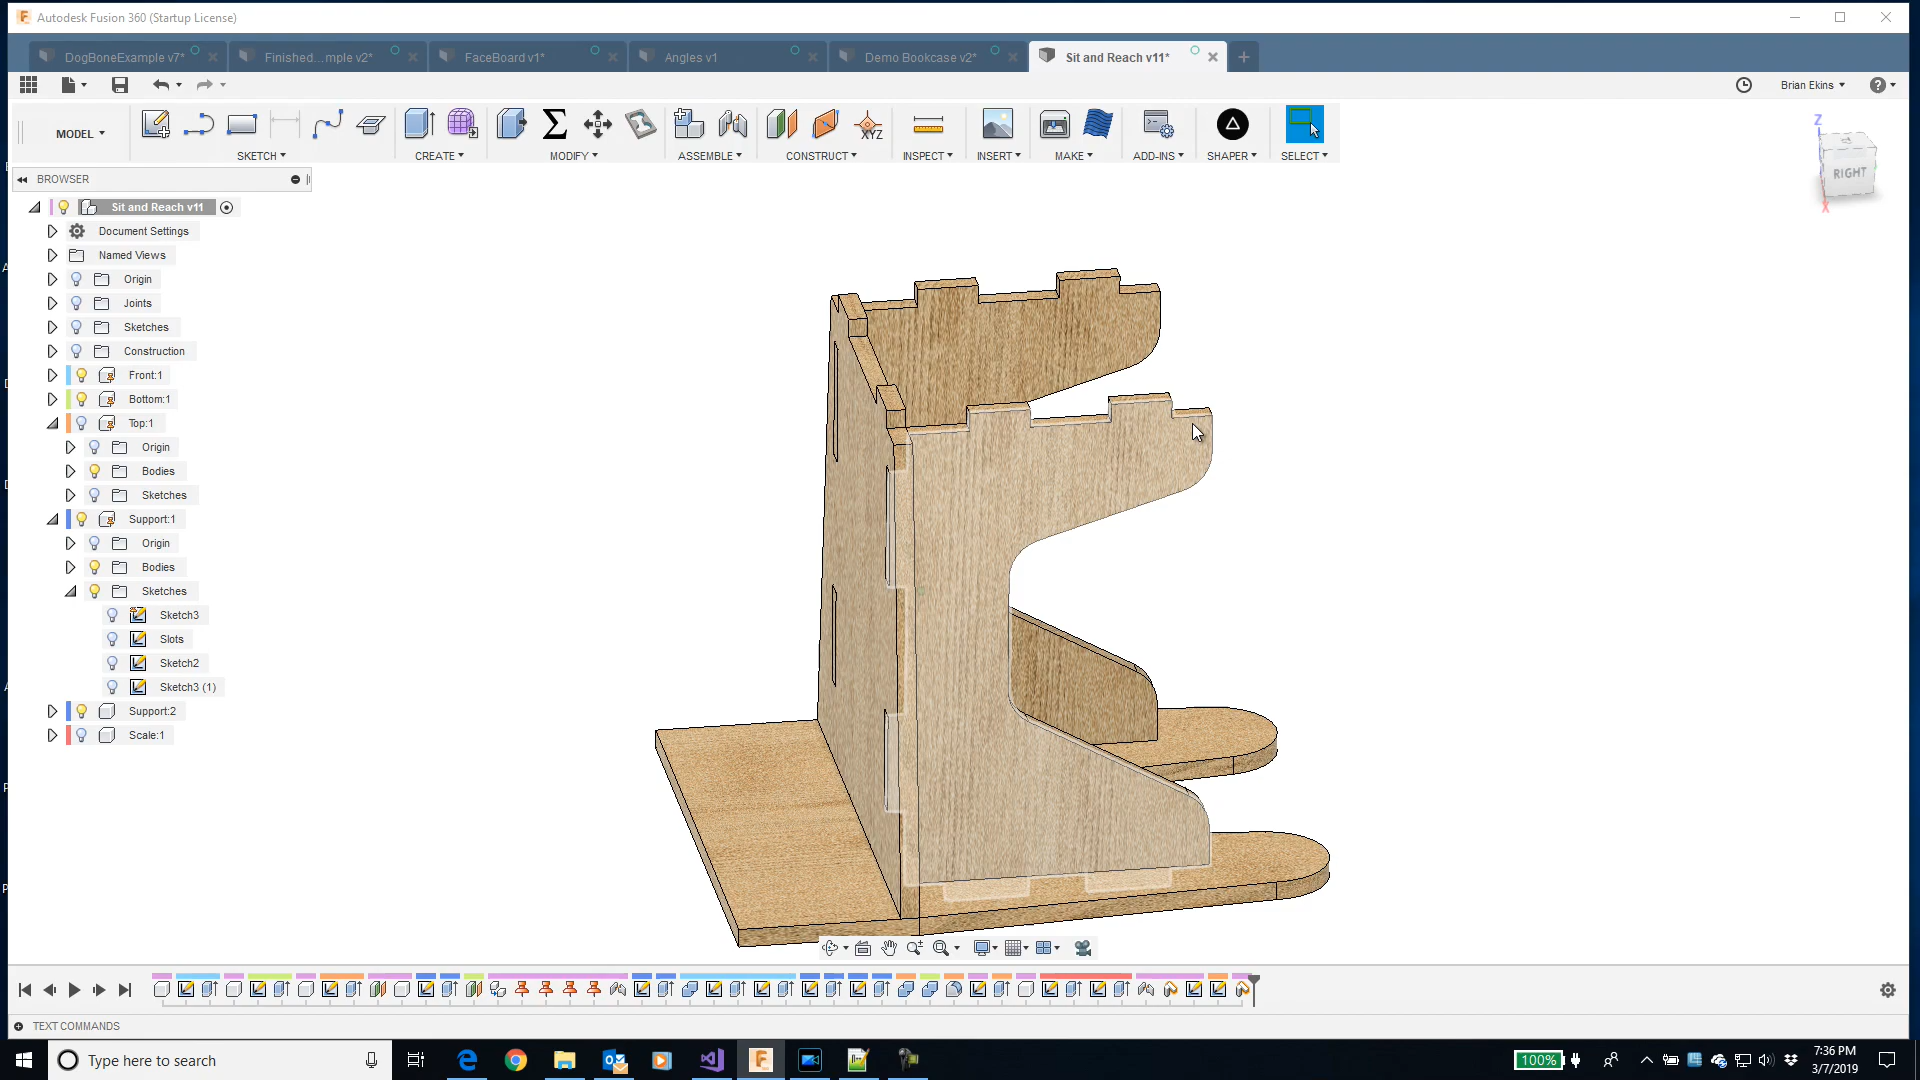 Autodesk Fusion 360 (Startup License)
DogBoneExample v7*
Finished...mple v2*
FaceBoard v1*
Angles v1
Demo Bookcase v2*
Sit and Reach v11*
Brian Ekins
MODEL
SKETCH
CREATE
MODIFY
ASSEMBLE
XYZ
CONSTRUCT
INSPECT
INSERT
MAKE
ADD-INS
SHAPER
SELECT
Z
RIGHT
X
BROWSER
Sit and Reach v11
Document Settings
Named Views
Origin
Joints
Sketches
Construction
Front:1
Bottom:1
Top:1
Origin
Bodies
Sketches
Support:1
Origin
Bodies
Sketches
Sketch3
Slots
Sketch2
Sketch3 (1)
Support:2
Scale:1
TEXT COMMANDS
Type here to search
100%
7:36 PM
3/7/2019